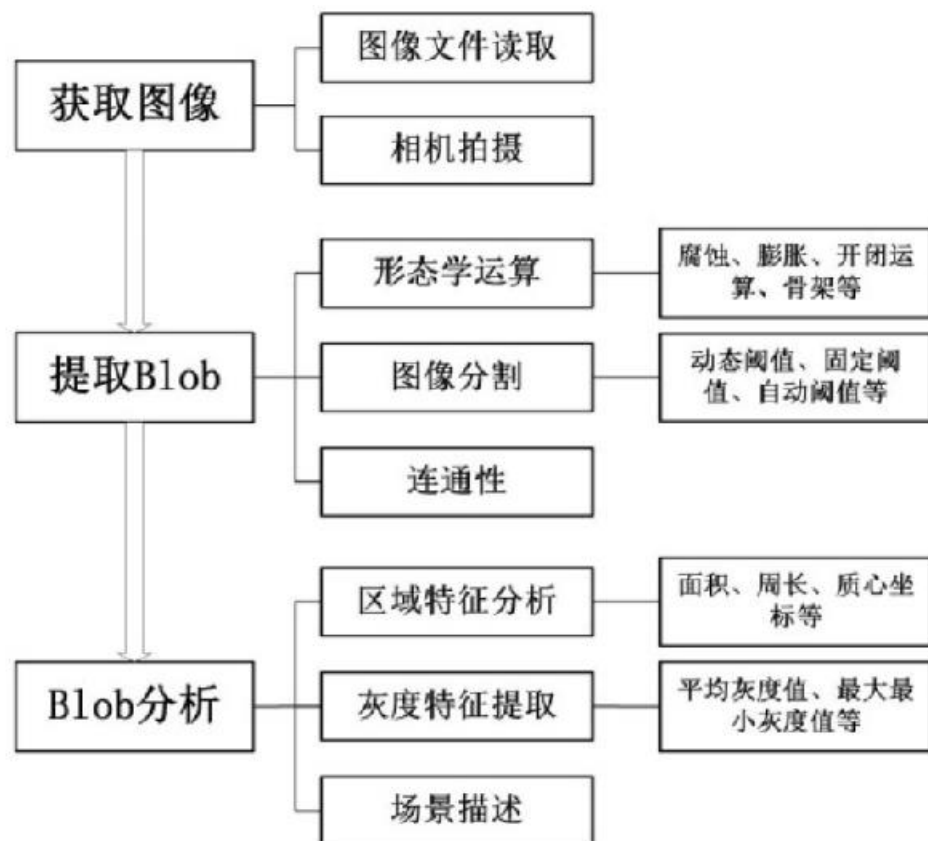 获取图像
图像文件读取
相机拍摄
提取Blob
形态学运算
腐蚀、膨胀、开闭运
算、骨架等
图像分割
动态阈值、固定阈
值、自动阈值等
连通性
Blob分析
区域特征分析
面积、周长、质心坐
标等
灰度特征提取
平均灰度值、最大最
小灰度值等
场景描述